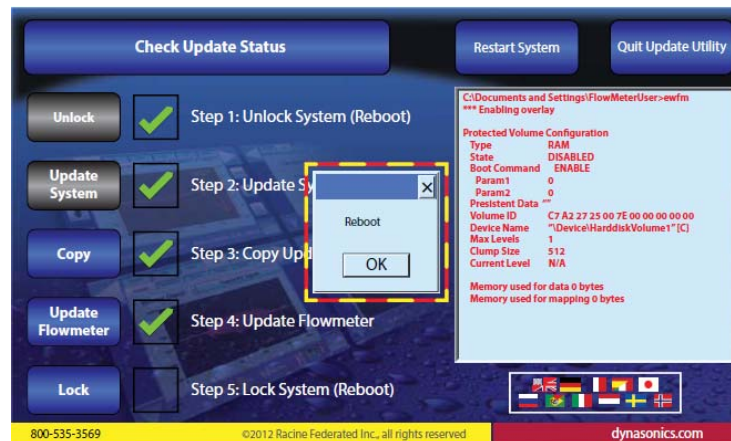 Check Update Status
Restart System
Quit Update Utility
Unlock
Step 1: Unlock System (Reboot)
Update
System
Step 2: Update Sy
Copy
Step 3: Copy Upd
Update
Flowmeter
Step 4: Update Flowmeter
Lock
Step 5: Lock System (Reboot)
X
Reboot
OK
C:\Documents and Settings\FlowMeterUser>ewfm
*** Enabling overlay
Protected Volume Configuration
Type RAM
State DISABLED
Boot Command ENABLE
Param1 0
Param2 0
Presistent Data ""
Volume ID C7 A2 27 25 00 7E 00 00 00 00 00
Device Name "\Device\HarddiskVolume1" [C]
Max Levels 1
Clump Size 512
Current Level N/A
Memory used for data 0 bytes
Memory used for mapping 0 bytes
800-535-3569
©2012 Racine Federated Inc., all rights reserved
dynasonics.com